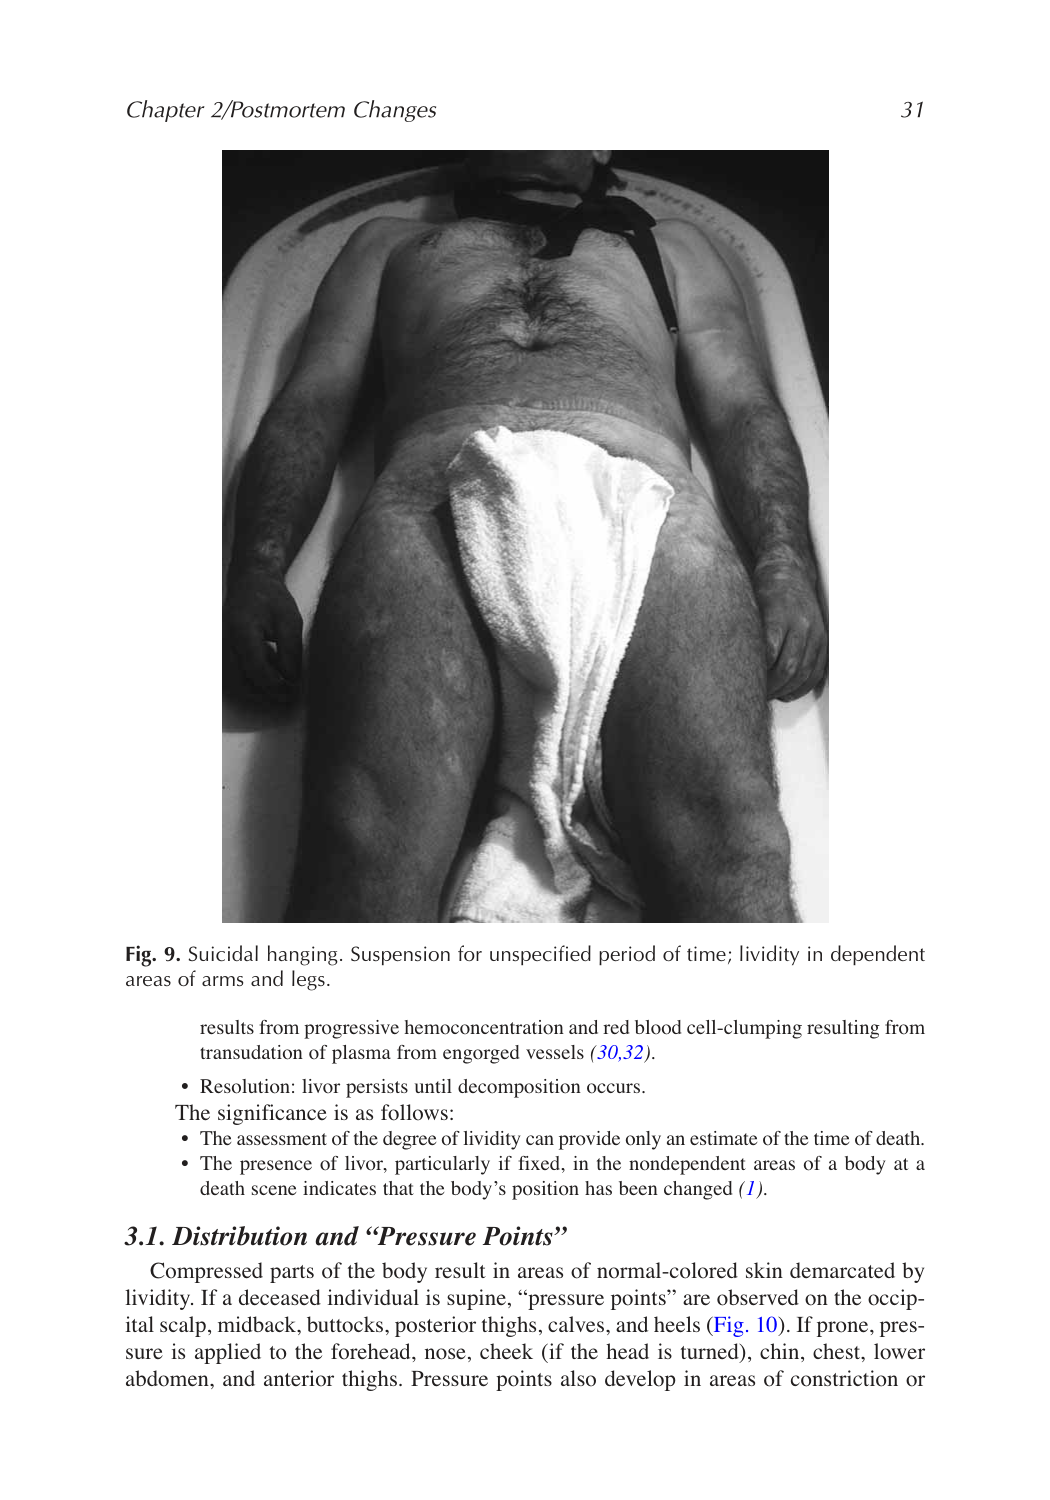 Chapter 2/Postmortem Changes 31
Fig. 9. Suicidal hanging. Suspension for unspecified period of time; lividity in dependent
areas of arms and legs.
results from progressive hemoconcentration and red blood cell-clumping resulting from
transudation of plasma from engorged vessels (30,32).
• Resolution: livor persists until decomposition occurs.
The significance is as follows:
• The assessment of the degree of lividity can provide only an estimate of the time of death.
• The presence of livor, particularly if fixed, in the nondependent areas of a body at a
death scene indicates that the body’s position has been changed (1).
3.1. Distribution and “Pressure Points”
Compressed parts of the body result in areas of normal-colored skin demarcated by
lividity. If a deceased individual is supine, “pressure points” are observed on the occip-
ital scalp, midback, buttocks, posterior thighs, calves, and heels (Fig. 10). If prone, pres-
sure is applied to the forehead, nose, cheek (if the head is turned), chin, chest, lower
abdomen, and anterior thighs. Pressure points also develop in areas of constriction or